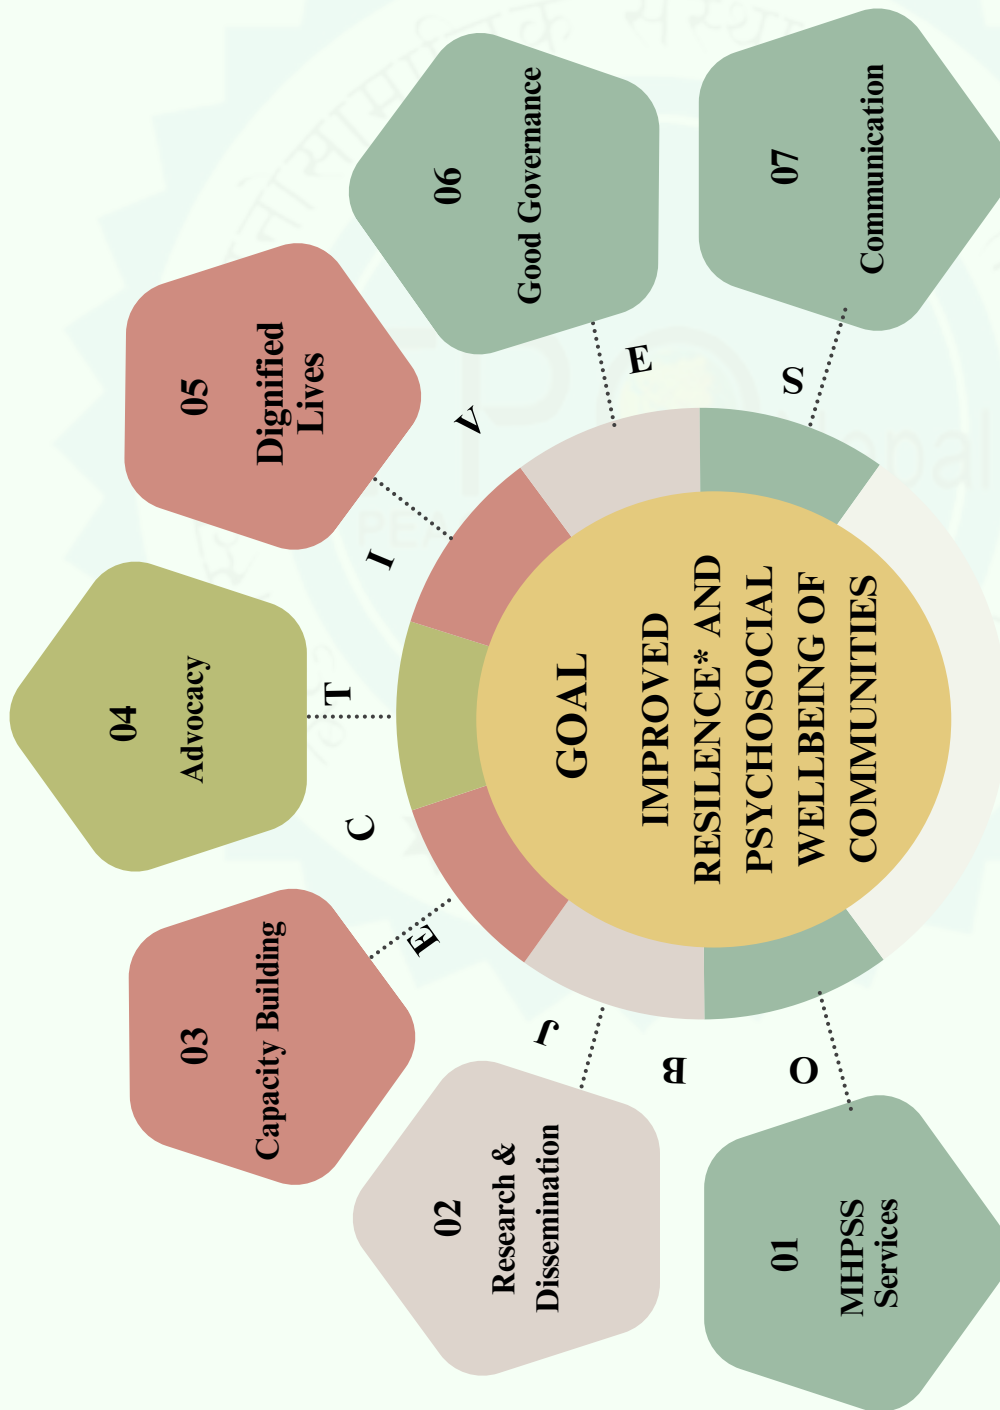 01
MHPSS
Services
02
Research &
Dissemination
03
Capacity Building
04
Advocacy
05
Dignified
Lives
06
Good Governance
07
Communication
OBJECTIVES
GOAL
IMPROVED
RESILENCE* AND
PSYCHOSOCIAL
WELLBEING OF
COMMUNITIES